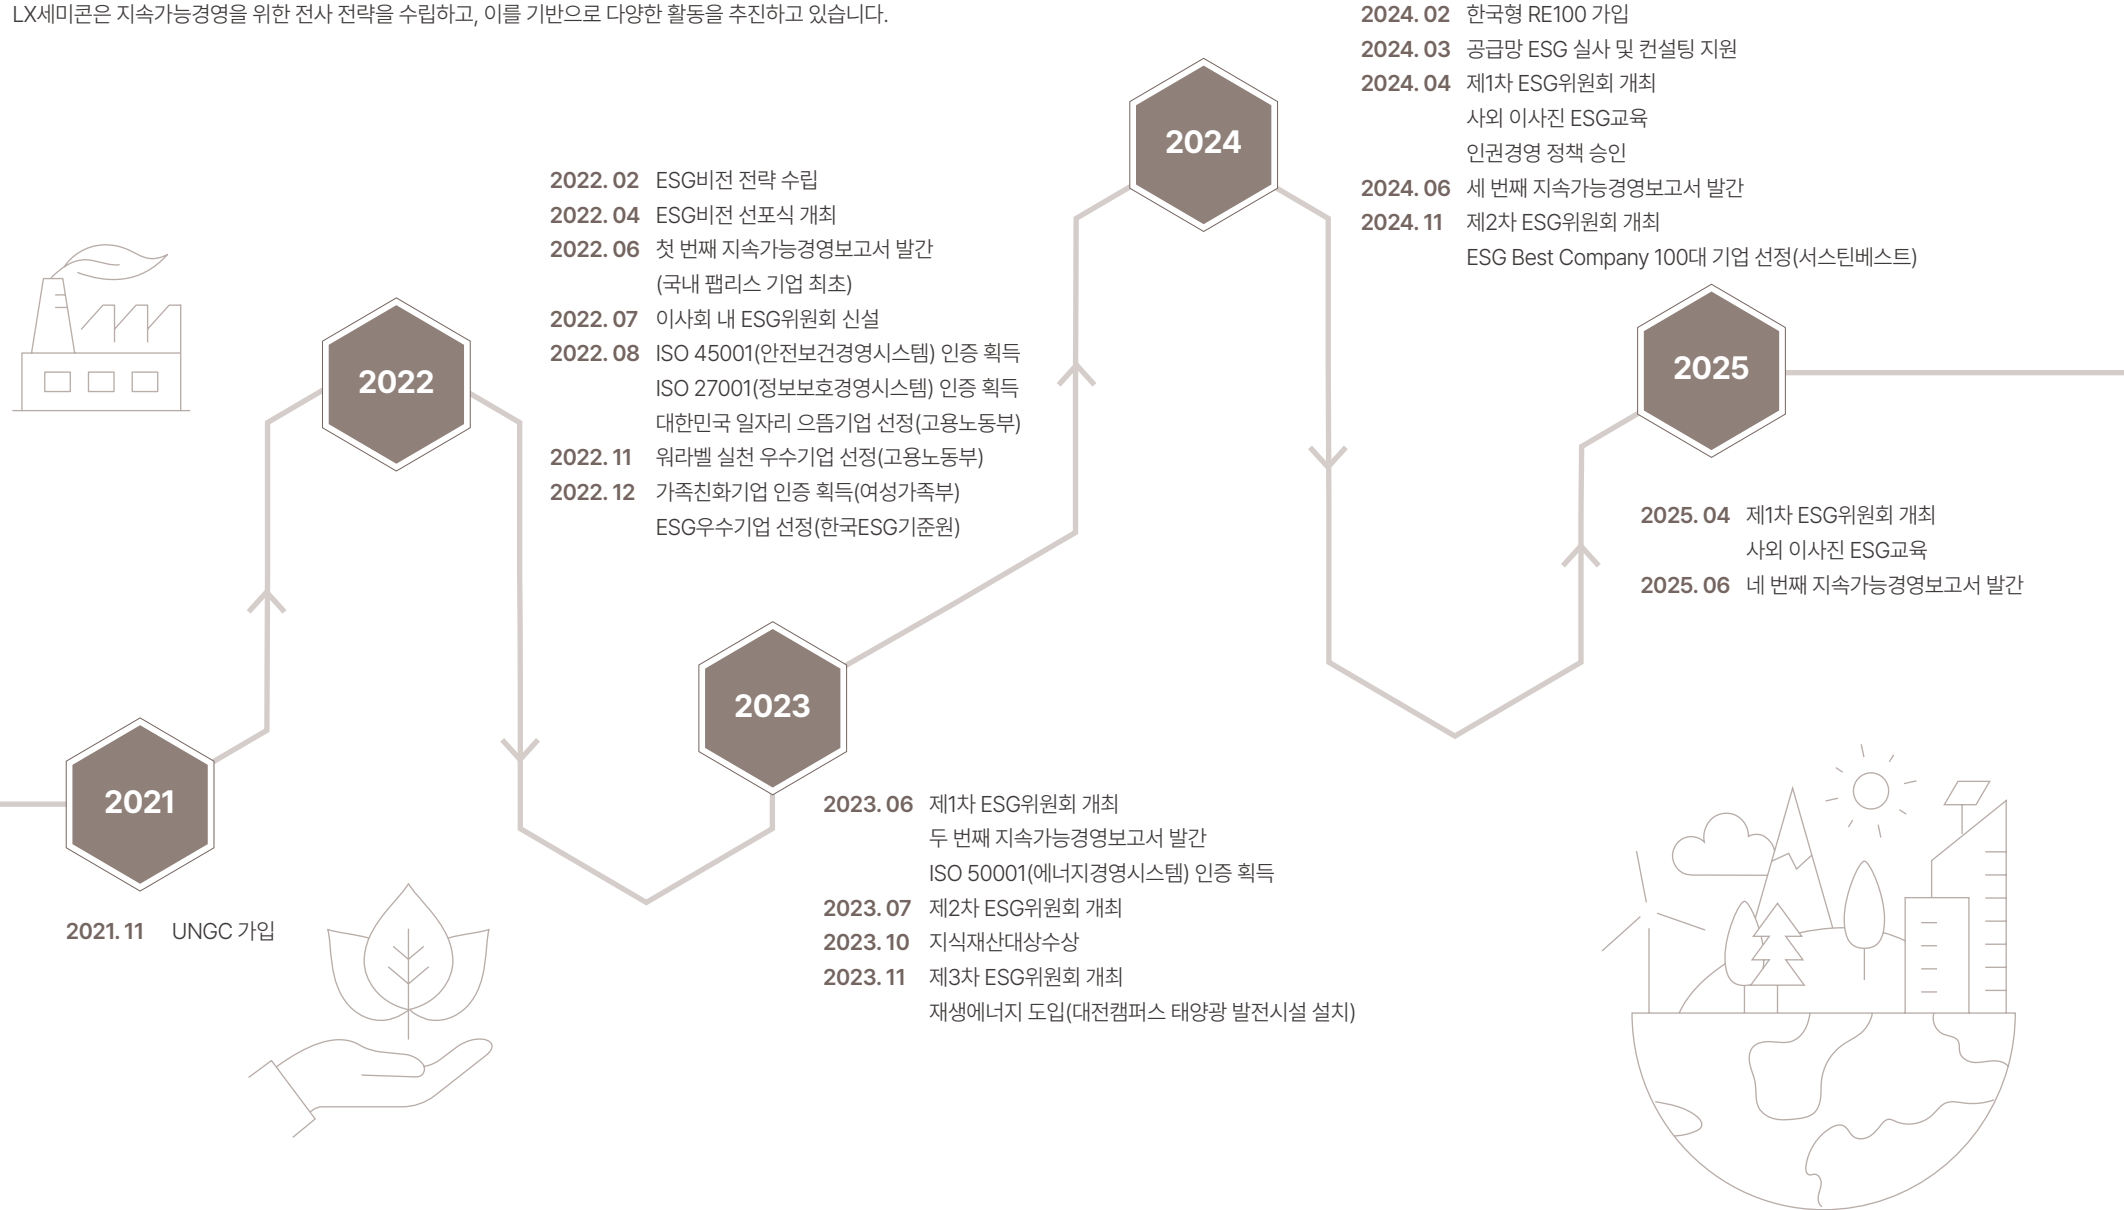 LX세미콘은 지속가능경영을 위한 전사 전략을 수립하고, 이를 기반으로 다양한 활동을 추진하고 있습니다.
2021
2021. 11 UNGC 가입
2022
2022. 02 ESG비전 전략 수립
2022. 04 ESG비전 선포식 개최
2022. 06 첫 번째 지속가능경영보고서 발간
(국내 팹리스 기업 최초)
2022. 07 이사회 내 ESG위원회 신설
2022. 08 ISO 45001(안전보건경영시스템) 인증 획득
ISO 27001(정보보호경영시스템) 인증 획득
대한민국 일자리 으뜸기업 선정(고용노동부)
2022. 11 워라벨 실천 우수기업 선정(고용노동부)
2022. 12 가족친화기업 인증 획득(여성가족부)
ESG우수기업 선정(한국ESG기준원)
2023
2023. 06 제1차 ESG위원회 개최
두 번째 지속가능경영보고서 발간
ISO 50001(에너지경영시스템) 인증 획득
2023. 07 제2차 ESG위원회 개최
2023. 10 지식재산대상수상
2023. 11 제3차 ESG위원회 개최
재생에너지 도입(대전캠퍼스 태양광 발전시설 설치)
2024
2024. 02 한국형 RE100 가입
2024. 03 공급망 ESG 실사 및 컨설팅 지원
2024. 04 제1차 ESG위원회 개최
사외 이사진 ESG교육
인권경영 정책 승인
2024. 06 세 번째 지속가능경영보고서 발간
2024. 11 제2차 ESG위원회 개최
ESG Best Company 100대 기업 선정(서스틴베스트)
2025
2025. 04 제1차 ESG위원회 개최
사외 이사진 ESG교육
2025. 06 네 번째 지속가능경영보고서 발간